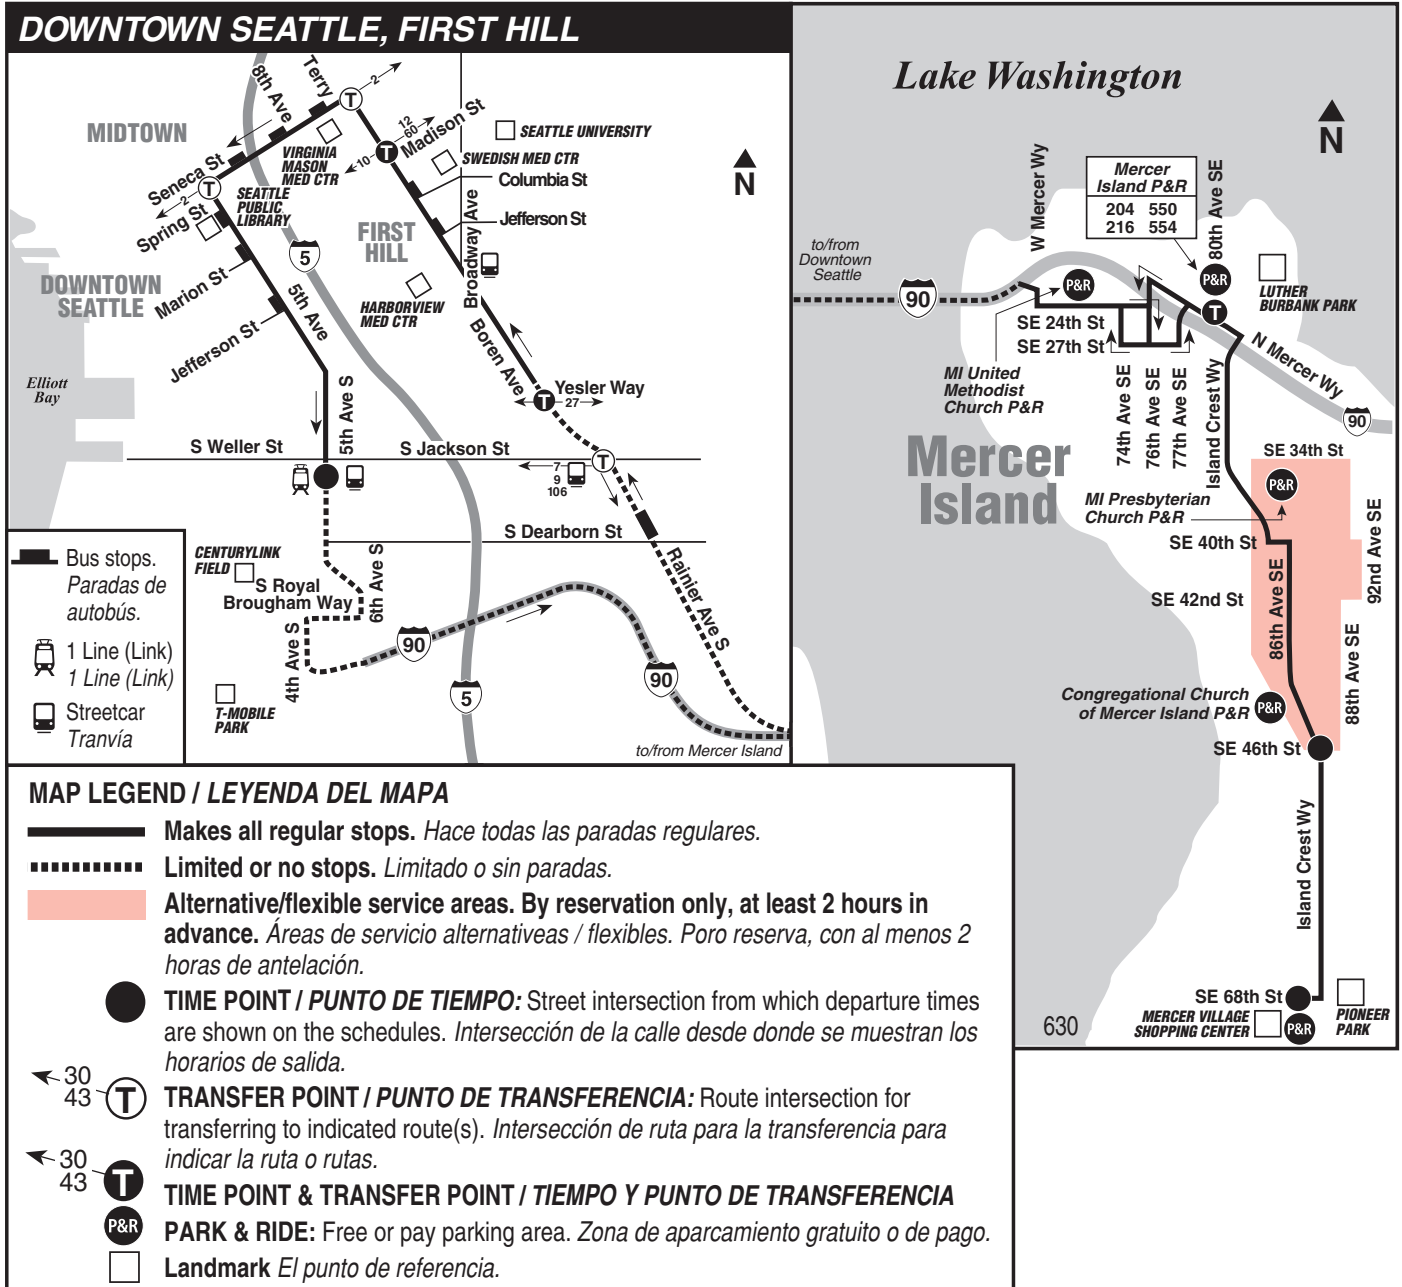 DOWNTOWN SEATTLE, FIRST HILL
8th Ave
Terry
2
MIDTOWN
12
60
Madison St
10
SEATTLE UNIVERSITY
VIRGINIA
MASON
MED CTR
SWEDISH MED CTR
Columbia St
N
Seneca St
2
SEATTLE
PUBLIC
LIBRARY
Spring St
FIRST
HILL
Jefferson St
Broadway Ave
5
DOWNTOWN
SEATTLE
Marion St
5th Ave
HARBORVIEW
MED CTR
Jefferson St
Boren Ave
Elliott
Bay
Yesler Way
27
5th Ave S
S Weller St
S Jackson St
7
9
106
S Dearborn St
CENTURYLINK
FIELD
S Royal
Brougham Way
6th Ave S
Rainier Ave S
4th Ave S
90
90
5
T-MOBILE
PARK
to/from Mercer Island
Bus stops.
Paradas de
autobús.
1 Line (Link)
1 Line (Link)
Streetcar
Tranvía
Lake Washington
N
W Mercer Wy
Mercer
Island P&R
204 550
216 554
80th Ave SE
to/from
Downtown
Seattle
90
P&R
P&R
T
LUTHER
BURBANK PARK
SE 24th St
SE 27th St
N Mercer Wy
MI United
Methodist
Church P&R
74th Ave SE
76th Ave SE
77th Ave SE
Island Crest Wy
90
Mercer
Island
SE 34th St
P&R
MI Presbyterian
Church P&R
SE 40th St
92nd Ave SE
SE 42nd St
86th Ave SE
88th Ave SE
Congregational Church
of Mercer Island P&R
P&R
SE 46th St
Island Crest Wy
SE 68th St
MERCER VILLAGE
SHOPPING CENTER
P&R
PIONEER
PARK
630
MAP LEGEND / LEYENDA DEL MAPA
Makes all regular stops. Hace todas las paradas regulares.
Limited or no stops. Limitado o sin paradas.
Alternative/flexible service areas. By reservation only, at least 2 hours in
advance. Áreas de servicio alternativeas / flexibles. Poro reserva, con al menos 2
horas de antelación.
TIME POINT / PUNTO DE TIEMPO: Street intersection from which departure times
are shown on the schedules. Intersección de la calle desde donde se muestran los
horarios de salida.
30
43
T
TRANSFER POINT / PUNTO DE TRANSFERENCIA: Route intersection for
transferring to indicated route(s). Intersección de ruta para la transferencia para
indicar la ruta o rutas.
30
43
T
TIME POINT & TRANSFER POINT / TIEMPO Y PUNTO DE TRANSFERENCIA
P&R
PARK & RIDE: Free or pay parking area. Zona de aparcamiento gratuito o de pago.
Landmark El punto de referencia.